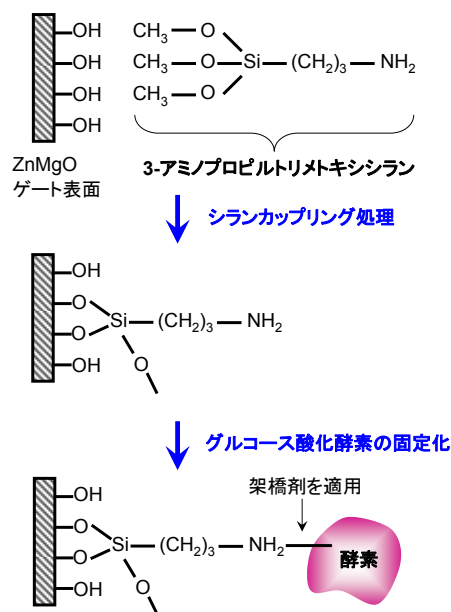 OH
OH
OH
OH
CH3 O
CH3 O Si (CH2)3 NH2
CH3 O
ZnMgO
ゲート表面
3-アミノプロピルトリメトキシシラン
シランカップリング処理
OH
O
O
OH
Si (CH2)3 NH2
O
グルコース酸化酵素の固定化
架橋剤を適用
OH
O
O
OH
Si (CH2)3 NH2
O
酵素